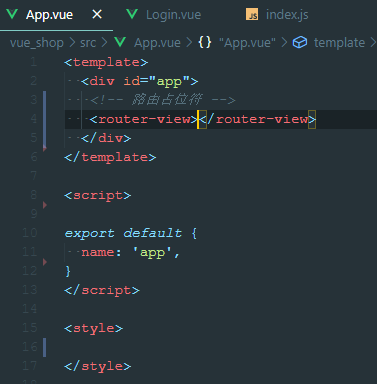 App.vue × Login.vue JS index.js
vue_shop > src > App.vue > {} "App.vue" > template
1 <template>
2 <div id="app">
3 <!-- 路由占位符 -->
4 <router-view></router-view>
5 </div>
6 </template>
7
8 <script>
9
10 export default {
11 name: 'app',
12 }
13 </script>
14
15 <style>
16
17 </style>